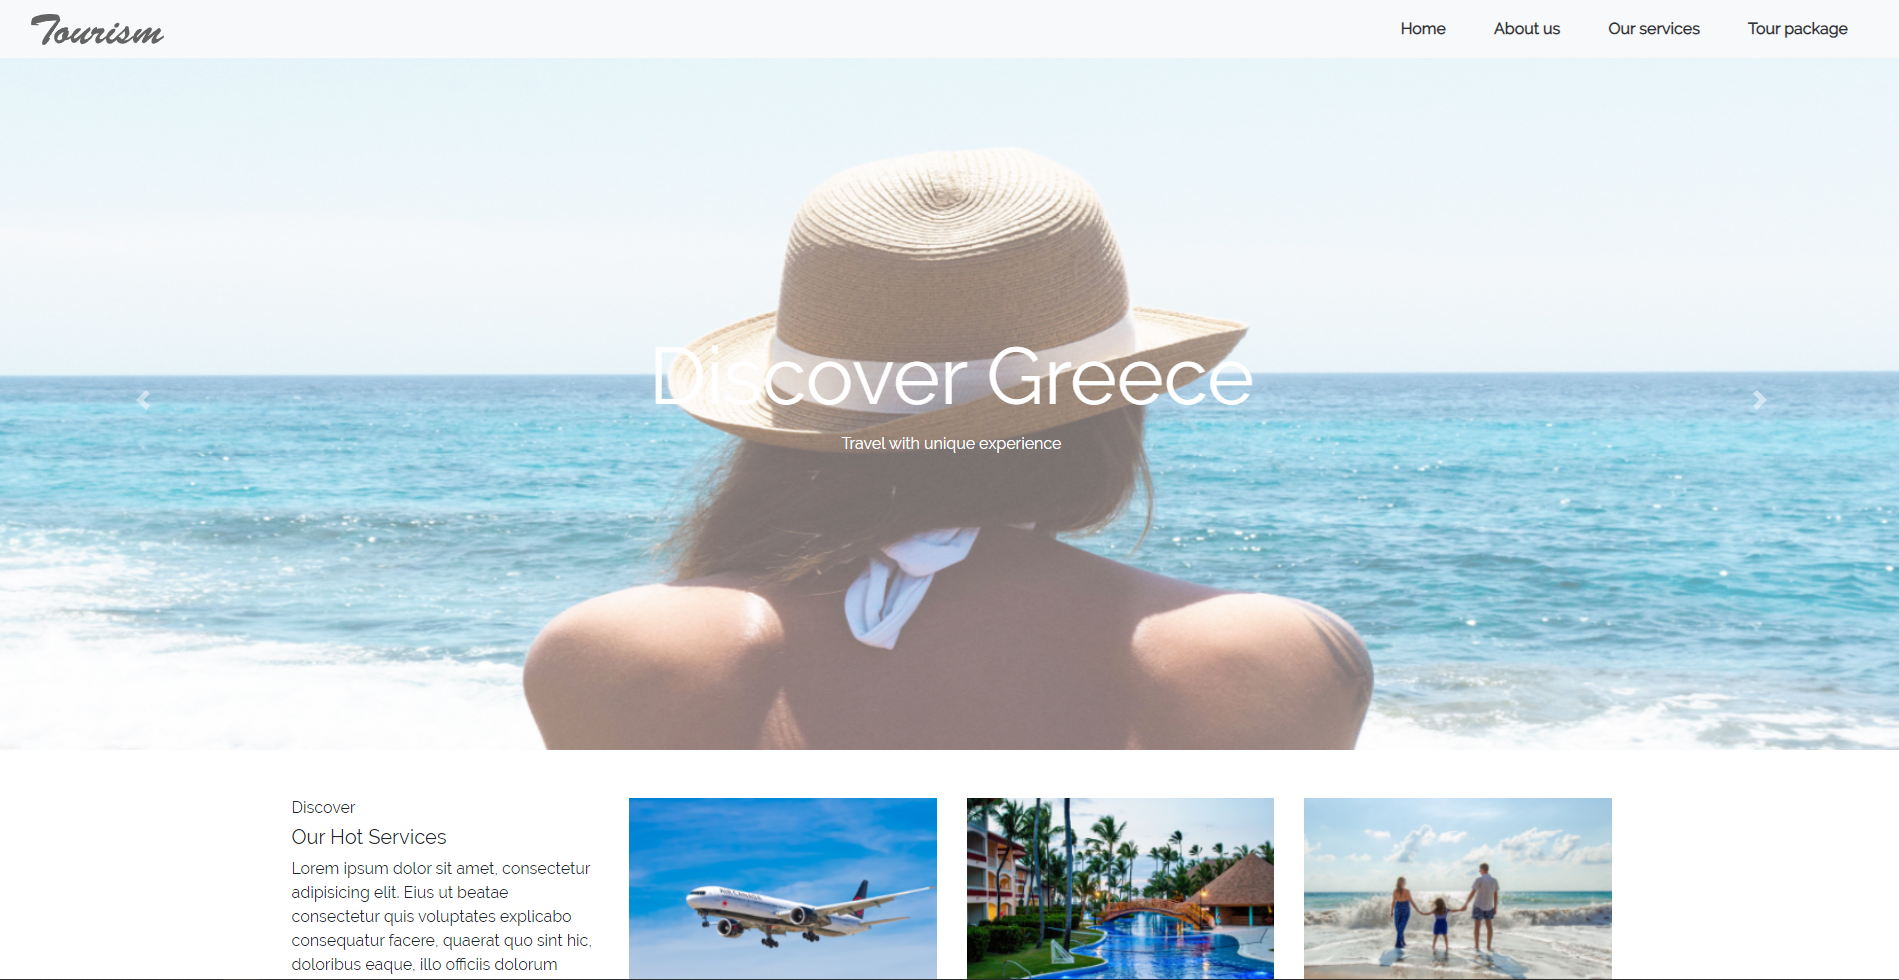 Tourism
Home
About us
Our services
Tour package
Discover Greece
Travel with unique experience
Discover
Our Hot Services
Lorem ipsum dolor sit amet, consectetur
adipisicing elit. Eius ut beatae
consectetur quis voluptates explicabo
consequatur facere, quaerat quo sint hic,
doloribus eaque, illo officiis dolorum
AIR CANADA